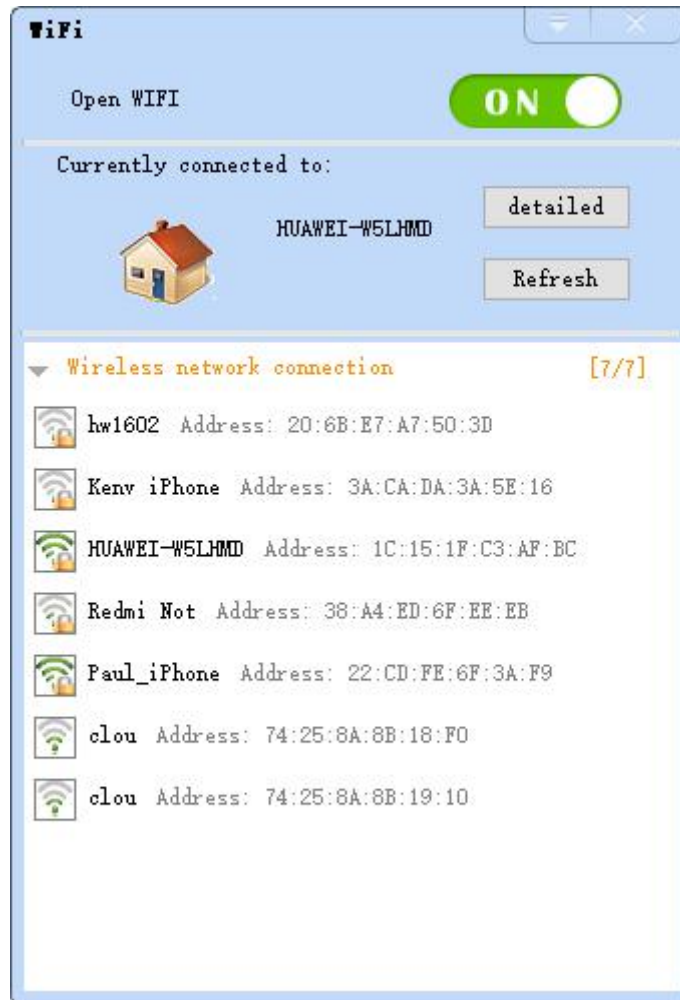 WiFi
Open WIFI
ON
Currently connected to:
HUAWEI-W5LHMD
detailed
Refresh
Wireless network connection [7/7]
hw1602 Address: 20:6B:E7:A7:50:3D
Kenv iPhone Address: 3A:CA:DA:3A:5E:16
HUAWEI-W5LHMD Address: 1C:15:1F:C3:AF:BC
Redmi Not Address: 38:A4:ED:6F:EE:EB
Paul_iPhone Address: 22:CD:FE:6F:3A:F9
clou Address: 74:25:8A:8B:18:F0
clou Address: 74:25:8A:8B:19:10